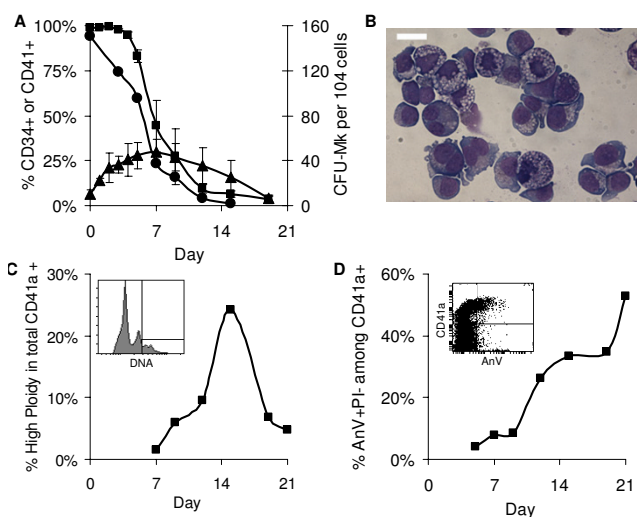 A
100%
75%
50%
25%
0%
% CD34+ or CD41+
160
120
80
40
0
CFU-Mk per 104 cells
0
7
14
21
Day
B
C
30%
20%
10%
0%
% High Ploidy in total CD41a +
DNA
0
7
14
21
Day
D
60%
40%
20%
0%
% AnV+PI- among CD41a+
CD41a
AnV
0
7
14
21
Day